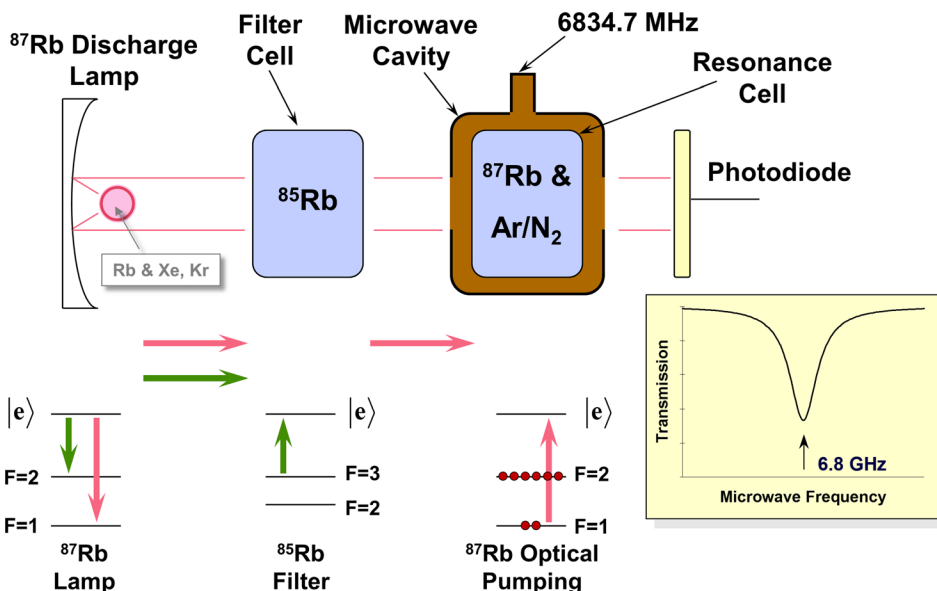 ⁸⁷Rb Discharge
Lamp
Filter
Cell
Microwave
Cavity
6834.7 MHz
Resonance
Cell
Photodiode
⁸⁵Rb
⁸⁷Rb &
Ar/N₂
Rb & Xe, Kr
|e⟩
F=2
F=1
⁸⁷Rb
Lamp
|e⟩
F=3
F=2
⁸⁵Rb
Filter
|e⟩
F=2
F=1
⁸⁷Rb Optical
Pumping
Transmission
6.8 GHz
Microwave Frequency